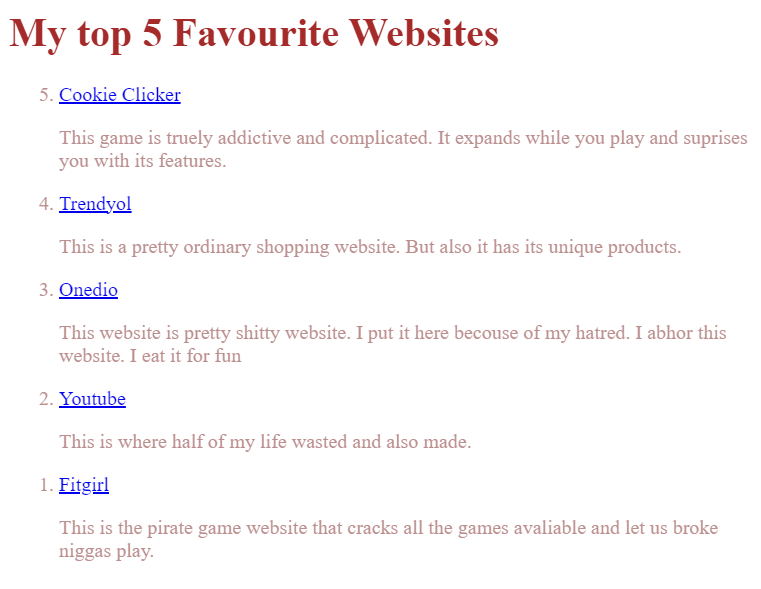 My top 5 Favourite Websites
5. Cookie Clicker
This game is truely addictive and complicated. It expands while you play and suprises
you with its features.
4. Trendyol
This is a pretty ordinary shopping website. But also it has its unique products.
3. Onedio
This website is pretty shitty website. I put it here becouse of my hatred. I abhor this
website. I eat it for fun
2. Youtube
This is where half of my life wasted and also made.
1. Fitgirl
This is the pirate game website that cracks all the games avaliable and let us broke
niggas play.